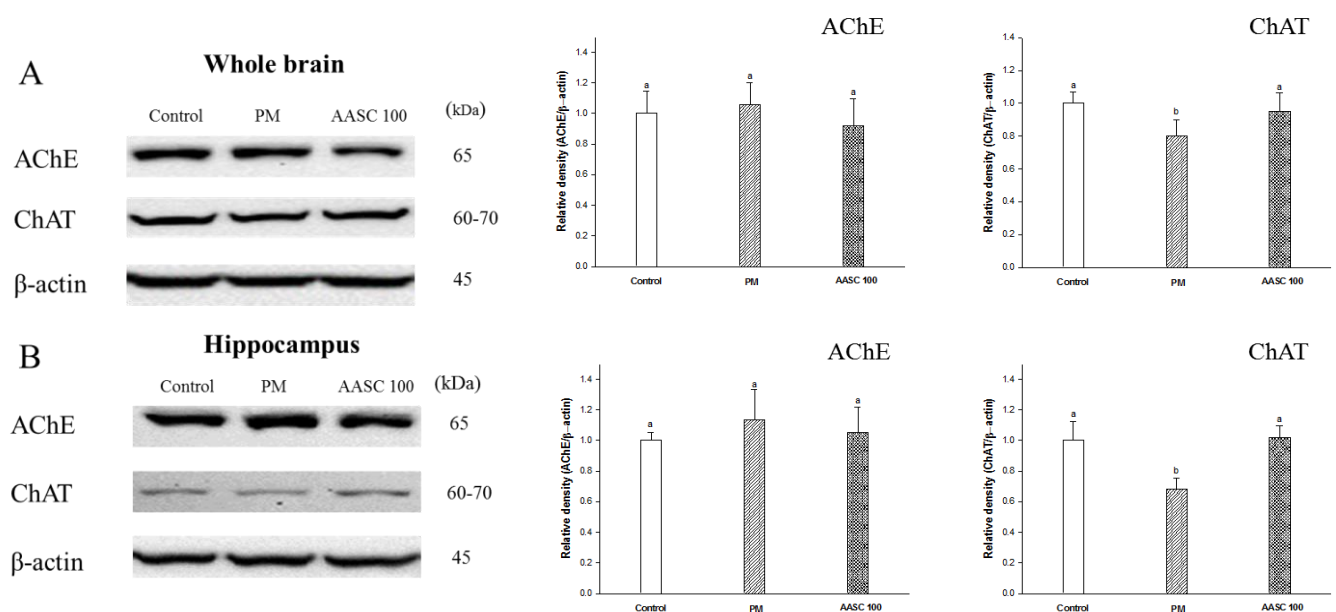 A
Whole brain
Control PM AASC 100 (kDa)
AChE 65
ChAT 60-70
β-actin 45
AChE
Relative density (AChE/β-actin)
1.4
1.2
1.0
0.8
0.6
0.4
0.2
0.0
a a a
Control PM AASC 100
ChAT
Relative density (ChAT/β-actin)
1.4
1.2
1.0
0.8
0.6
0.4
0.2
0.0
a b a
Control PM AASC 100
B
Hippocampus
Control PM AASC 100 (kDa)
AChE 65
ChAT 60-70
β-actin 45
AChE
Relative density (AChE/β-actin)
1.4
1.2
1.0
0.8
0.6
0.4
0.2
0.0
a a a
Control PM AASC 100
ChAT
Relative density (ChAT/β-actin)
1.4
1.2
1.0
0.8
0.6
0.4
0.2
0.0
a b a
Control PM AASC 100